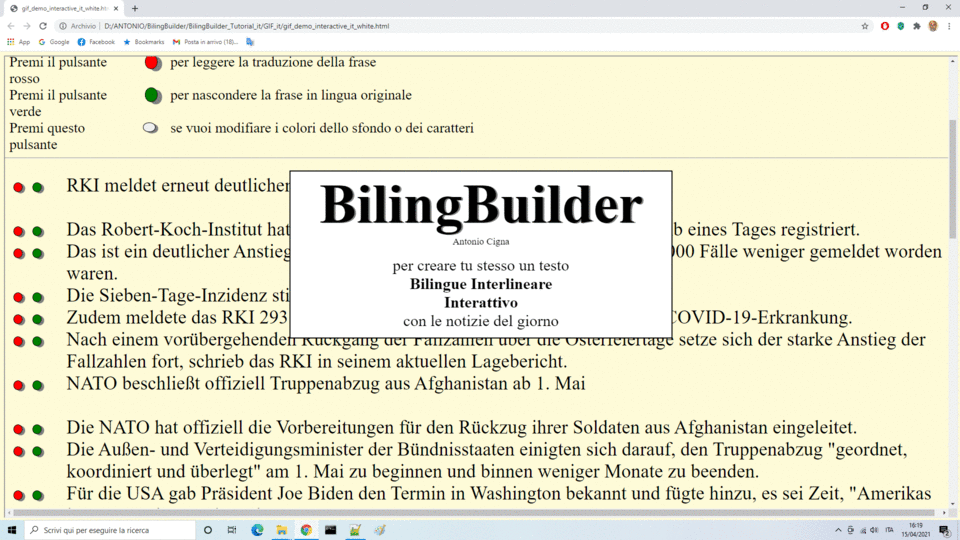 gif_demo_interactive_it_white.htm
Archivio | D:/ANTONIO/BilingBuilder/BilingBuilder_Tutorial_it/GIF_it/gif_demo_interactive_it_white.html
App Google Facebook Bookmarks Posta in arrivo (18)...
Premi il pulsante rosso per leggere la traduzione della frase
Premi il pulsante verde per nascondere la frase in lingua originale
Premi questo pulsante se vuoi modifiare i colori dello sfondo o dei caratteri
RKI meldet erneut deutlicher
BilingBuilder
Antonio Cigna
per creare tu stesso un testo
Bilingue Interlineare
Interattivo
con le notizie del giorno
Das Robert-Koch-Institut hat b eines Tages registriert.
Das ist ein deutlicher Anstieg 000 Fälle weniger gemeldet worden
waren.
Die Sieben-Tage-Inzidenz sti
Zudem meldete das RKI 293 COVID-19-Erkrankung.
Nach einem vorübergehenden Rückgang der Fallzahlen über die Osterfeiertage setze sich der starke Anstieg der
Fallzahlen fort, schrieb das RKI in seinem aktuellen Lagebericht.
NATO beschließt offiziell Truppenabzug aus Afghanistan ab 1. Mai
Die NATO hat offiziell die Vorbereitungen für den Rückzug ihrer Soldaten aus Afghanistan eingeleitet.
Die Außen- und Verteidigungsminister der Bündnisstaaten einigten sich darauf, den Truppenabzug "geordnet,
koordiniert und überlegt" am 1. Mai zu beginnen und binnen weniger Monate zu beenden.
Für die USA gab Präsident Joe Biden den Termin in Washington bekannt und fügte hinzu, es sei Zeit, "Amerikas
Scrivi qui per eseguire la ricerca
ITA
16:19
15/04/2021